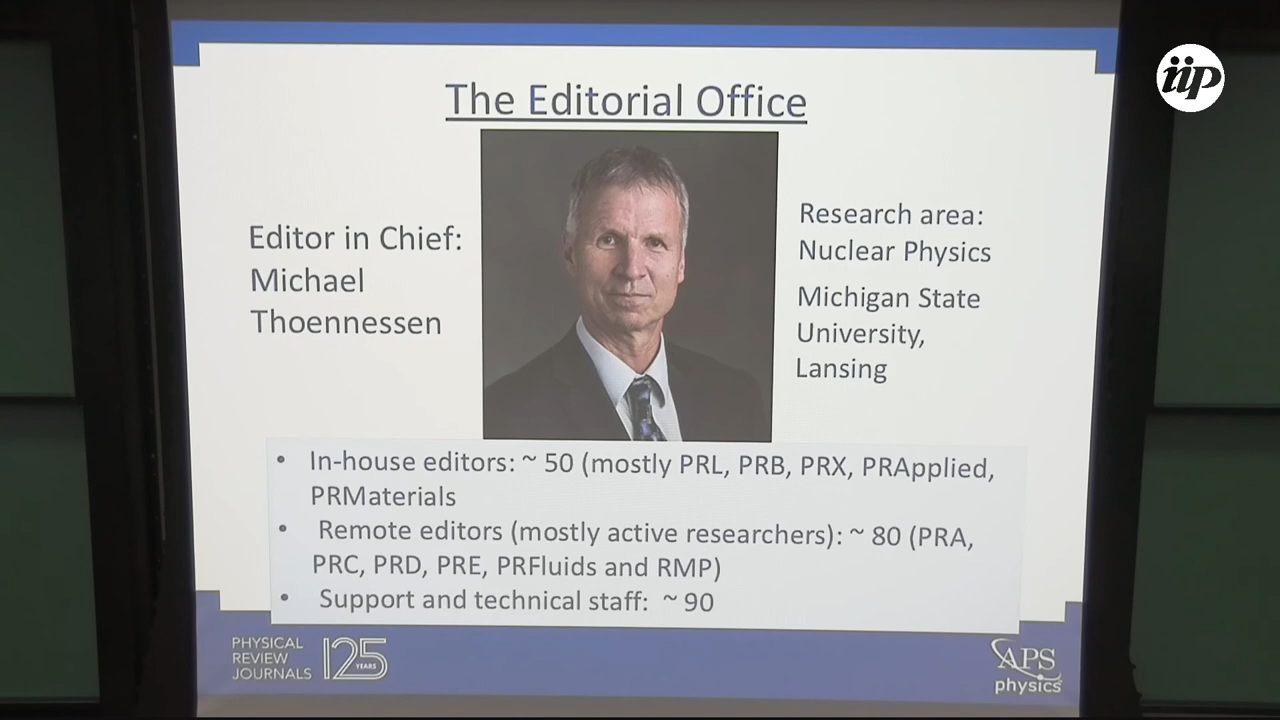 iip
The Editorial Office
Editor in Chief:
Michael
Thoennessen
Research area:
Nuclear Physics
Michigan State
University,
Lansing
• In-house editors: ~ 50 (mostly PRL, PRB, PRX, PRApplied,
PRMaterials
• Remote editors (mostly active researchers): ~ 80 (PRA,
PRC, PRD, PRE, PRFluids and RMP)
• Support and technical staff: ~ 90
PHYSICAL
REVIEW
JOURNALS
125
YEARS
APS
physics